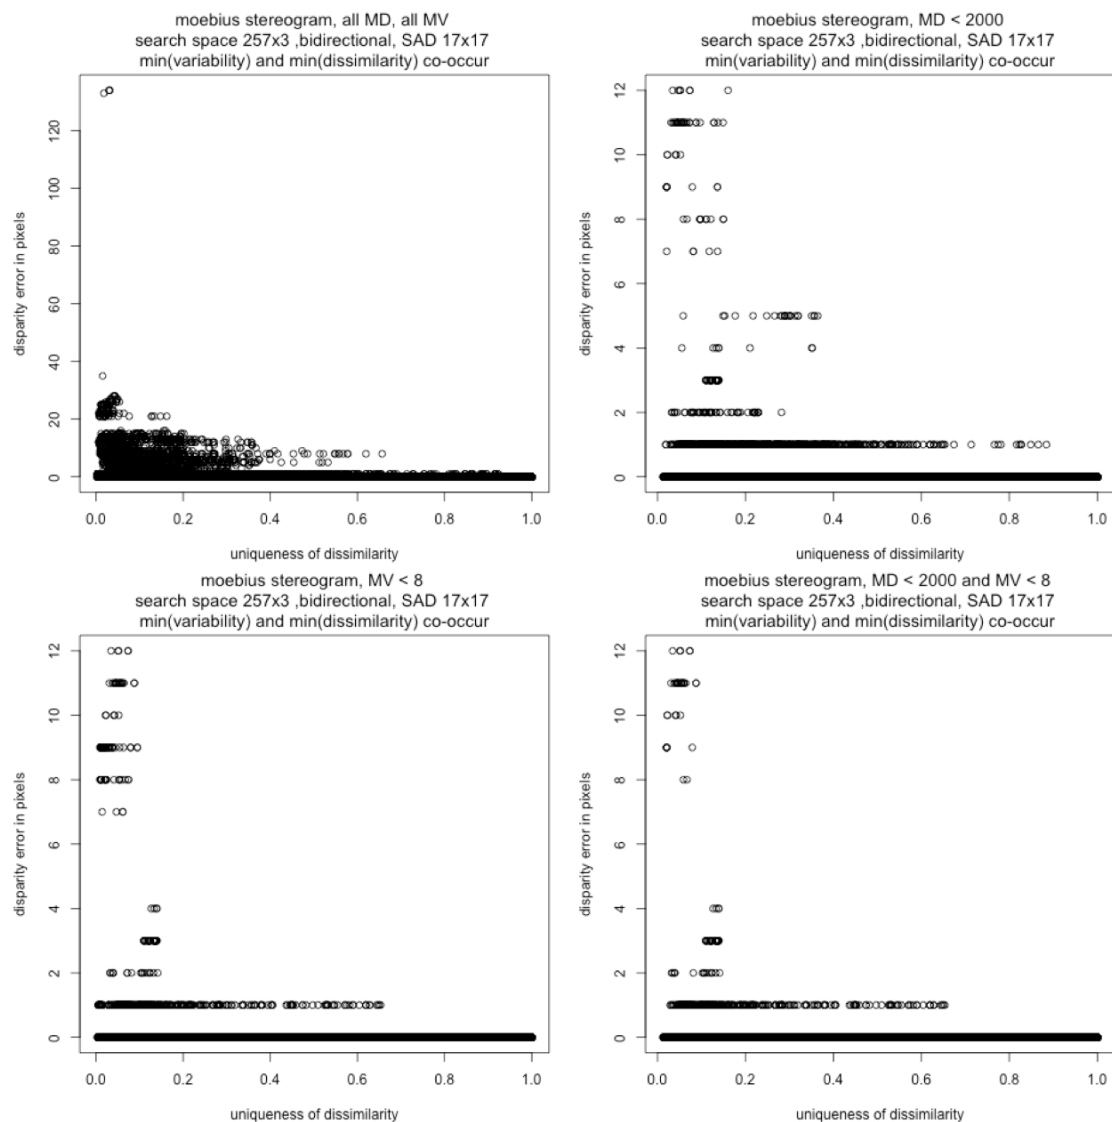 moebius stereogram, all MD, all MV
search space 257x3 ,bidirectional, SAD 17x17
min(variability) and min(dissimilarity) co-occur
disparity error in pixels
120
100
80
60
40
20
0
0.0 0.2 0.4 0.6 0.8 1.0
uniqueness of dissimilarity
moebius stereogram, MD < 2000
search space 257x3 ,bidirectional, SAD 17x17
min(variability) and min(dissimilarity) co-occur
disparity error in pixels
12
10
8
6
4
2
0
0.0 0.2 0.4 0.6 0.8 1.0
uniqueness of dissimilarity
moebius stereogram, MV < 8
search space 257x3 ,bidirectional, SAD 17x17
min(variability) and min(dissimilarity) co-occur
disparity error in pixels
12
10
8
6
4
2
0
0.0 0.2 0.4 0.6 0.8 1.0
uniqueness of dissimilarity
moebius stereogram, MD < 2000 and MV < 8
search space 257x3 ,bidirectional, SAD 17x17
min(variability) and min(dissimilarity) co-occur
disparity error in pixels
12
10
8
6
4
2
0
0.0 0.2 0.4 0.6 0.8 1.0
uniqueness of dissimilarity